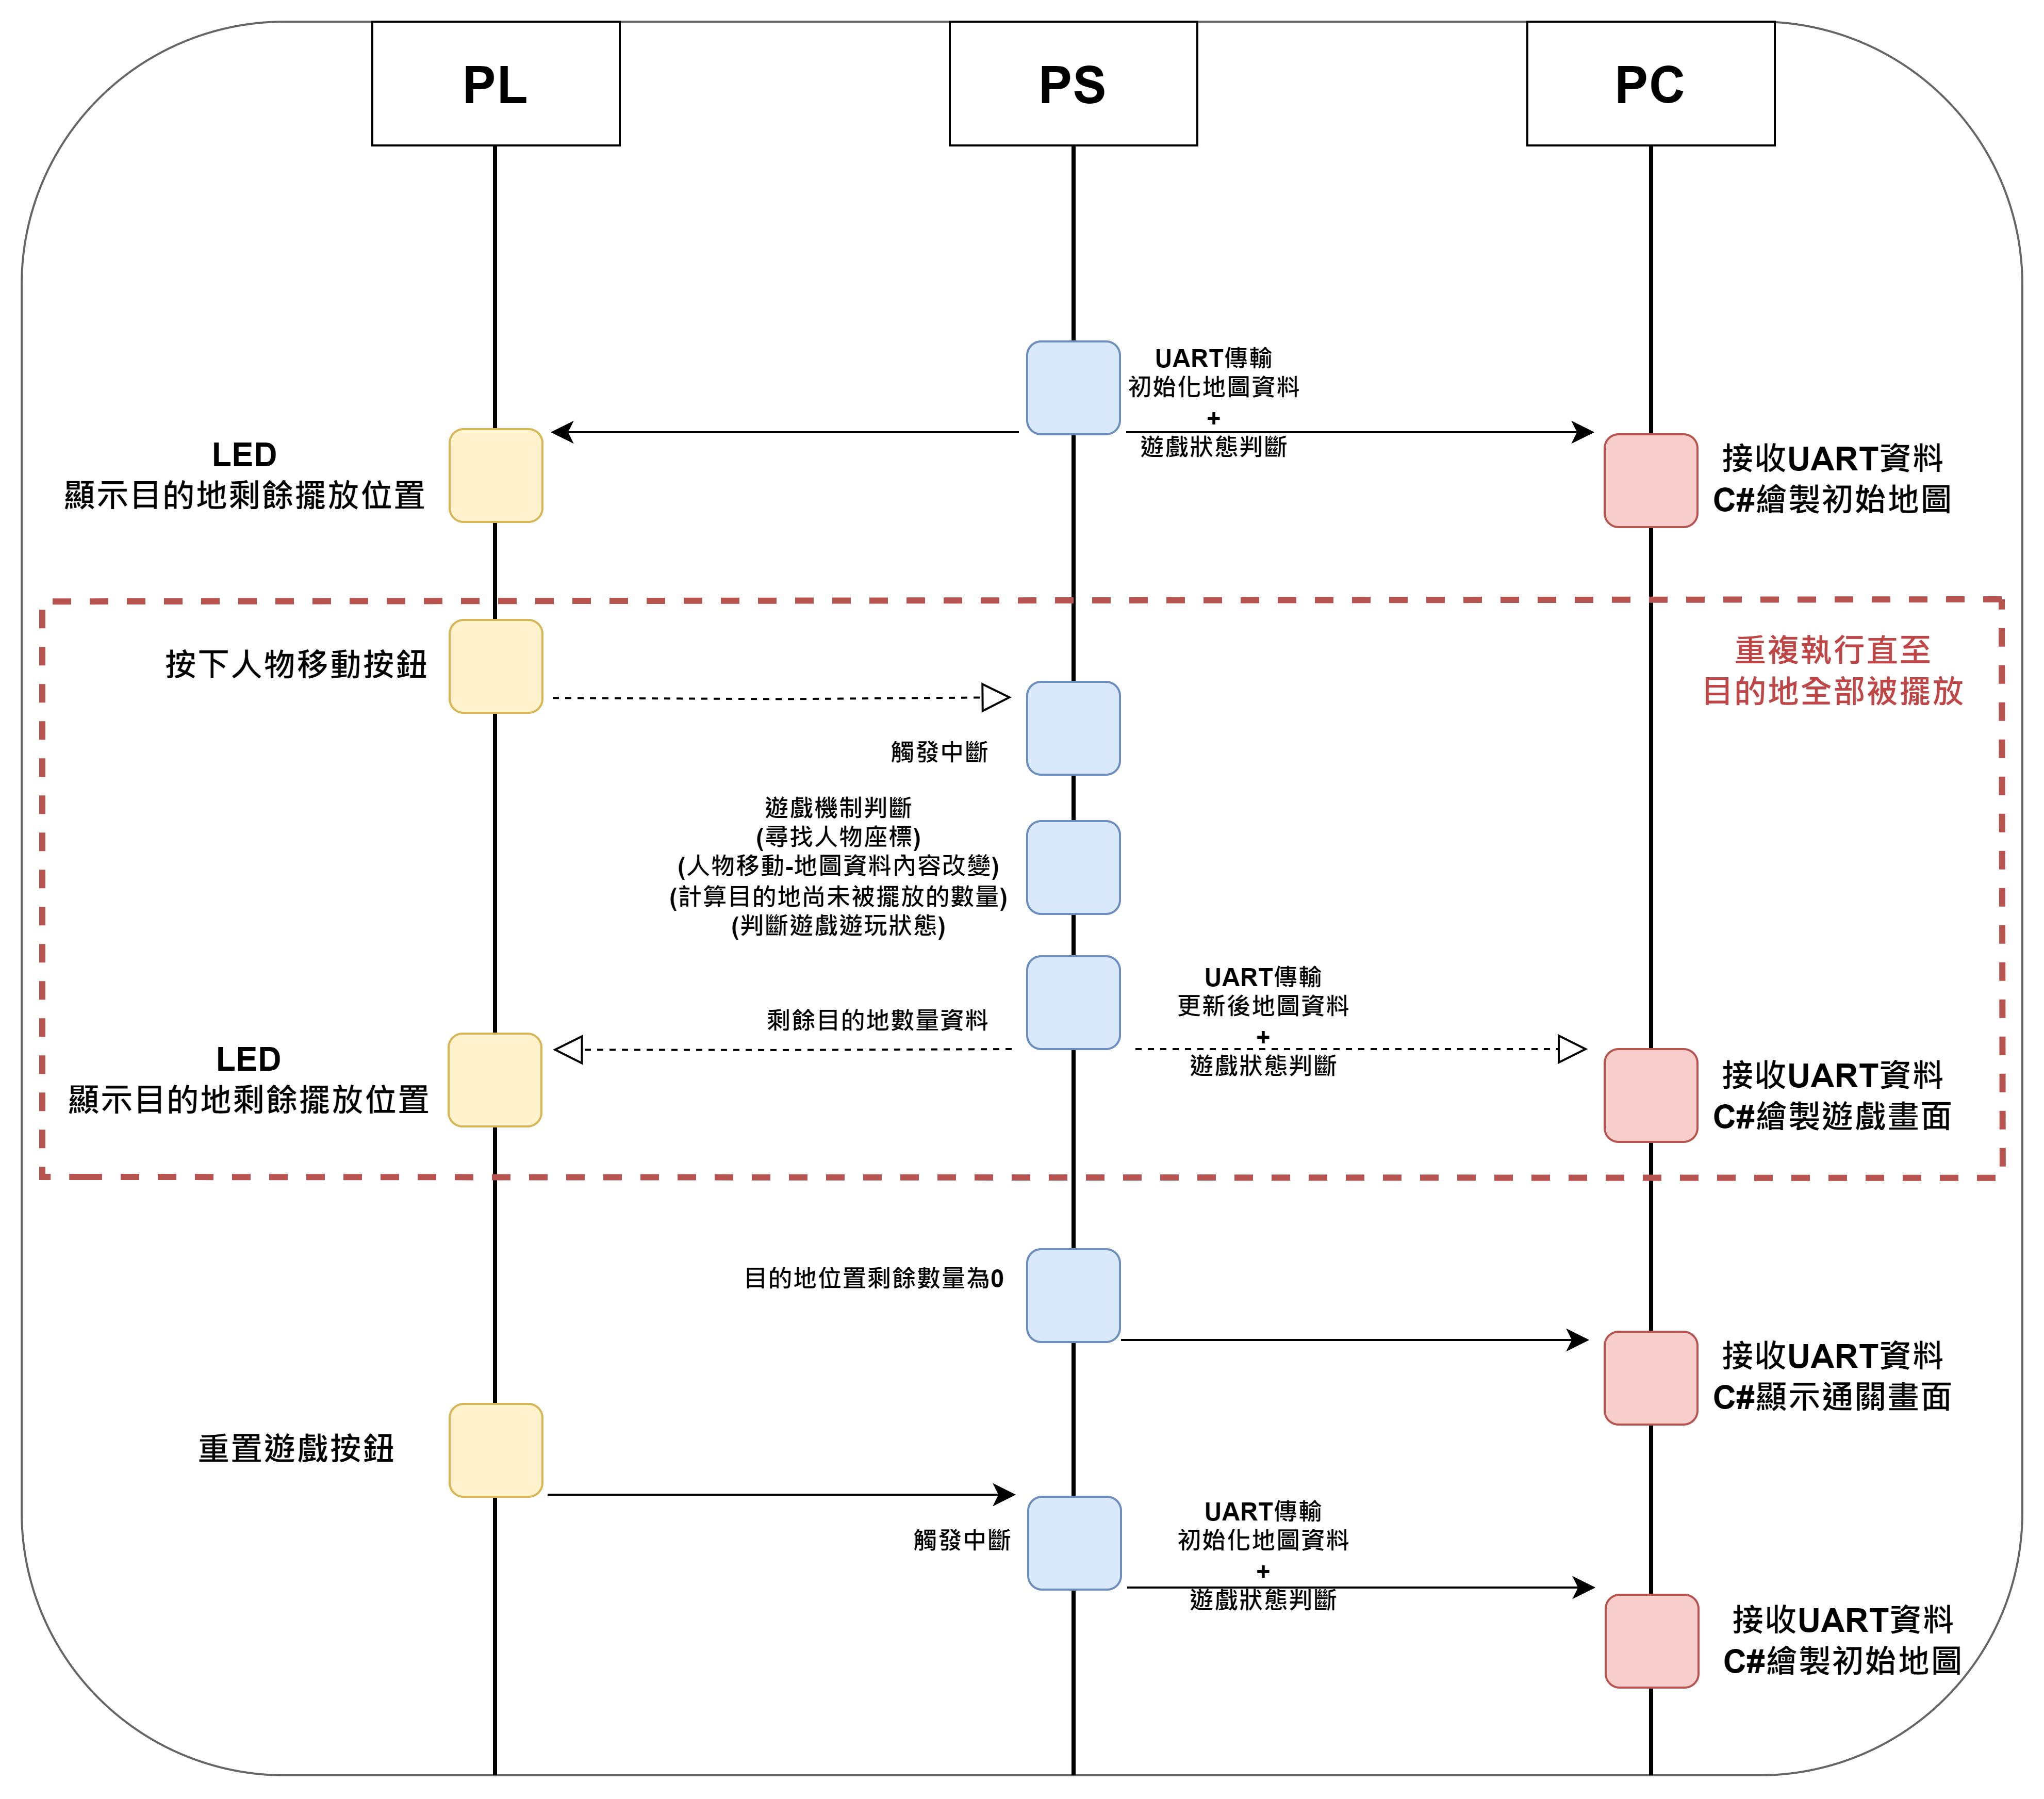 PL
PS
PC
UART傳輸
初始化地圖資料
+
遊戲狀態判斷
LED
顯示目的地剩餘擺放位置
接收UART資料
C#繪製初始地圖
按下人物移動按鈕
重複執行直至
目的地全部被擺放
觸發中斷
遊戲機制判斷
(尋找人物座標)
(人物移動-地圖資料內容改變)
(計算目的地尚未被擺放的數量)
(判斷遊戲遊玩狀態)
剩餘目的地數量資料
UART傳輸
更新後地圖資料
+
遊戲狀態判斷
LED
顯示目的地剩餘擺放位置
接收UART資料
C#繪製遊戲畫面
目的地位置剩餘數量為0
接收UART資料
C#顯示通關畫面
重置遊戲按鈕
觸發中斷
UART傳輸
初始化地圖資料
+
遊戲狀態判斷
接收UART資料
C#繪製初始地圖